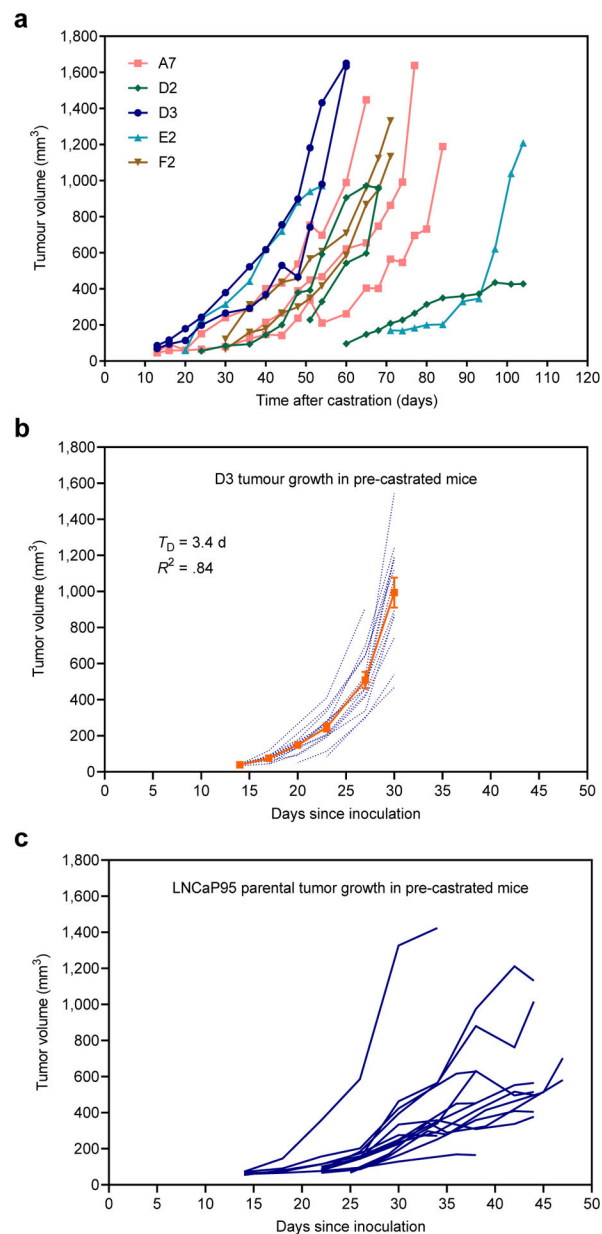 a
1,800
1,600
1,400
1,200
1,000
800
600
400
200
0
Tumour volume (mm³)
A7
D2
D3
E2
F2
0 10 20 30 40 50 60 70 80 90 100 110 120
Time after castration (days)
b
1,800
1,600
1,400
1,200
1,000
800
600
400
200
0
Tumor volume (mm³)
D3 tumour growth in pre-castrated mice
T_D = 3.4 d
R² = .84
0 5 10 15 20 25 30 35 40 45 50
Days since inoculation
c
1,800
1,600
1,400
1,200
1,000
800
600
400
200
0
Tumor volume (mm³)
LNCaP95 parental tumor growth in pre-castrated mice
0 5 10 15 20 25 30 35 40 45 50
Days since inoculation